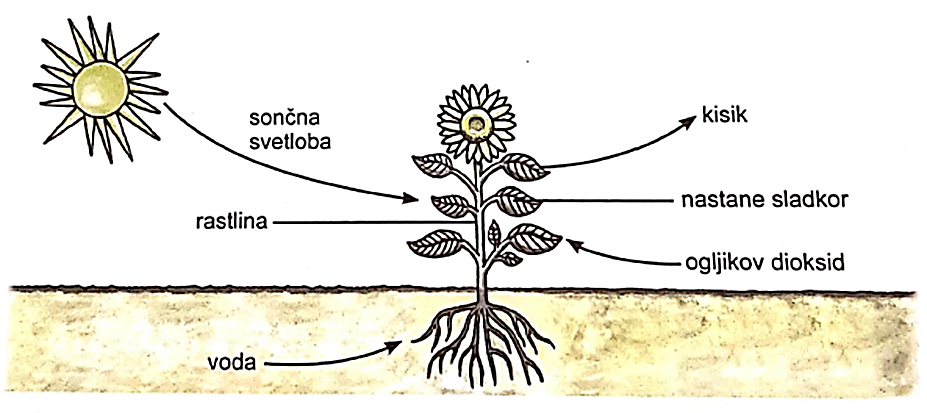 sončna
svetloba
kisik
nastane sladkor
rastlina
ogljikov dioksid
voda